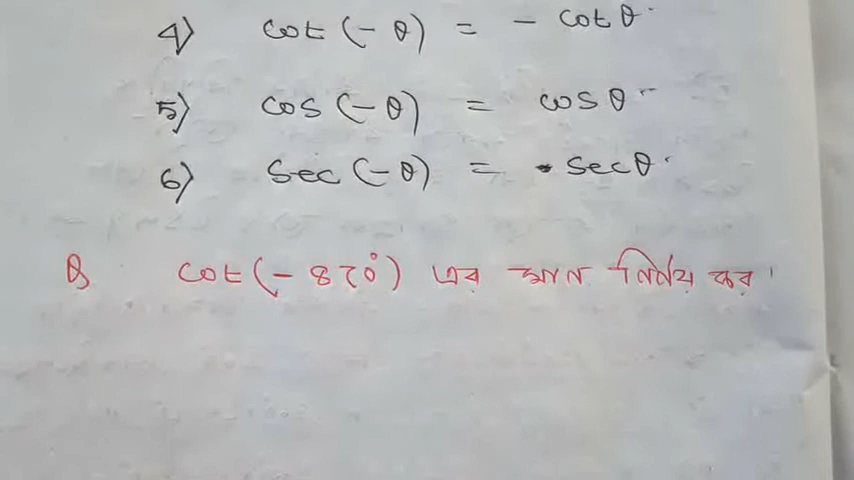 4) cot (-θ) = - cotθ
5) cos (-θ) = cosθ
6) sec (-θ) = secθ
Q cot (- 870°) এর মান নির্ণয় কর।